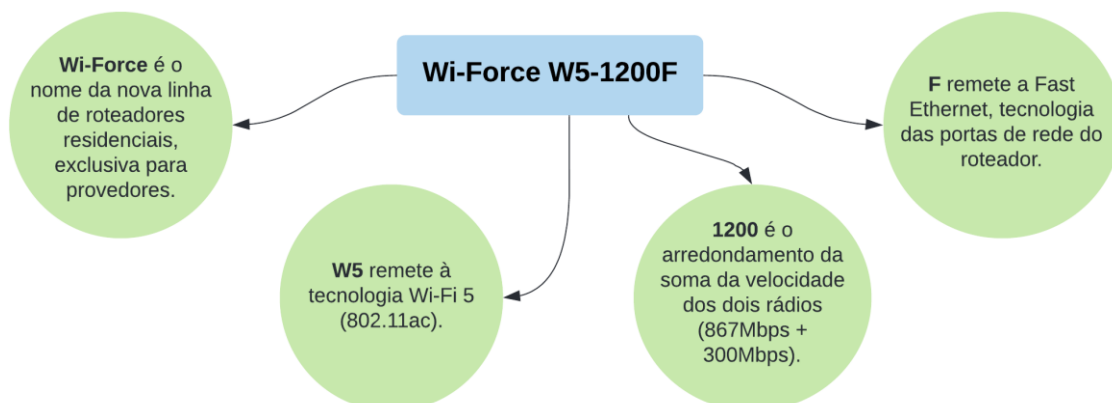 Wi-Force W5-1200F
Wi-Force é o
nome da nova linha
de roteadores
residenciais,
exclusiva para
provedores.
W5 remete à
tecnologia Wi-Fi 5
(802.11ac).
1200 é o
arredondamento da
soma da velocidade
dos dois rádios
(867Mbps +
300Mbps).
F remete a Fast
Ethernet, tecnologia
das portas de rede do
roteador.